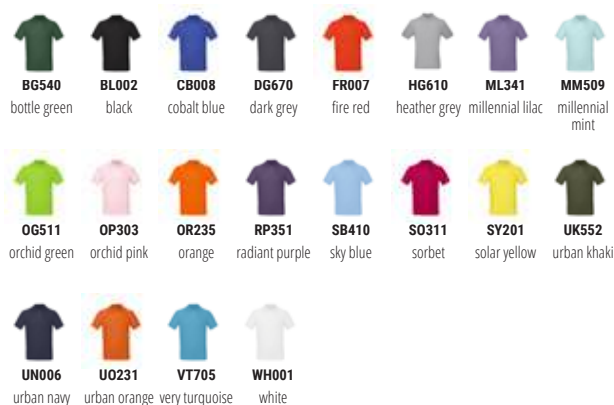 BG540 BL002 CB008 DG670 FR007 HG610 ML341 MM509
bottle green black cobalt blue dark grey fire red heather grey millennial lilac millennial
mint
OG511 OP303 OR235 RP351 SB410 SO311 SY201 UK552
orchid green orchid pink orange radiant purple sky blue sorbet solar yellow urban khaki
UN006 UO231 VT705 WH001
urban navy urban orange very turquoise white